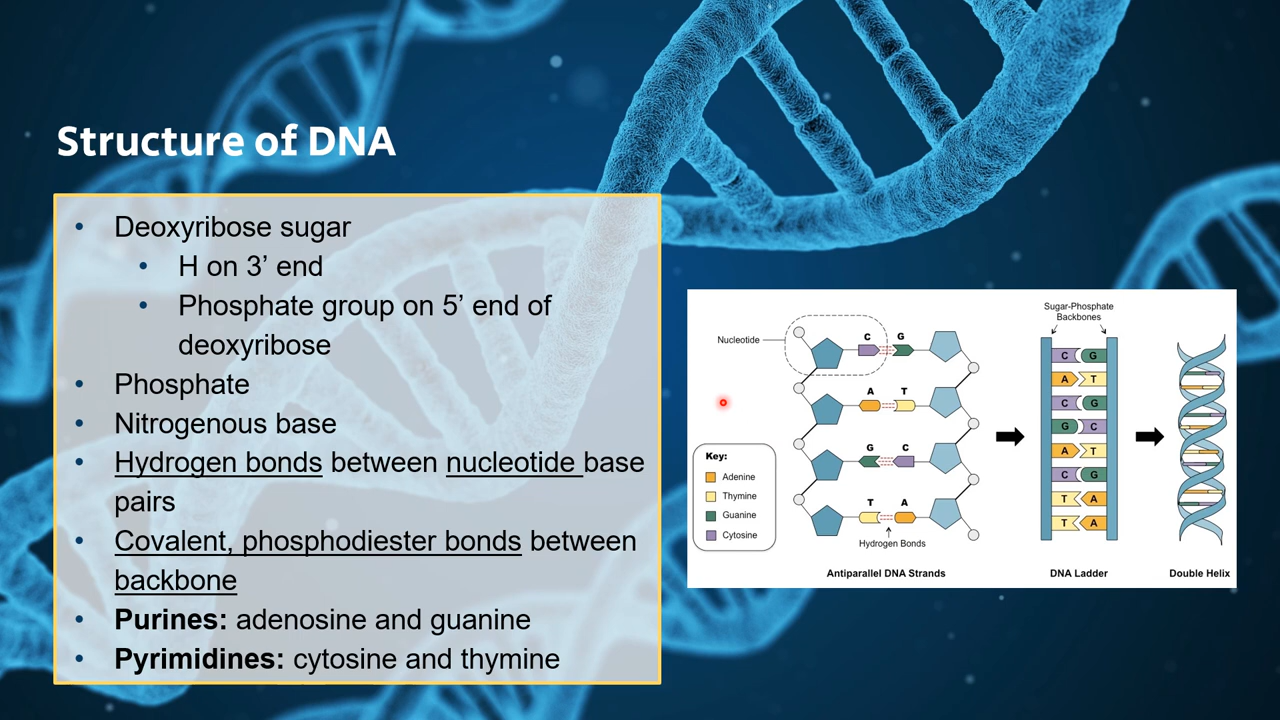 Structure of DNA
• Deoxyribose sugar
• H on 3’ end
• Phosphate group on 5’ end of
deoxyribose
• Phosphate
• Nitrogenous base
• Hydrogen bonds between nucleotide base
pairs
• Covalent, phosphodiester bonds between
backbone
• Purines: adenosine and guanine
• Pyrimidines: cytosine and thymine
Nucleotide
C G
A T
G C
T A
Hydrogen Bonds
Key:
Adenine
Thymine
Guanine
Cytosine
Antiparallel DNA Strands
Sugar-Phosphate
Backbones
C G
A T
C G
G C
A T
C G
T A
T A
DNA Ladder
Double Helix